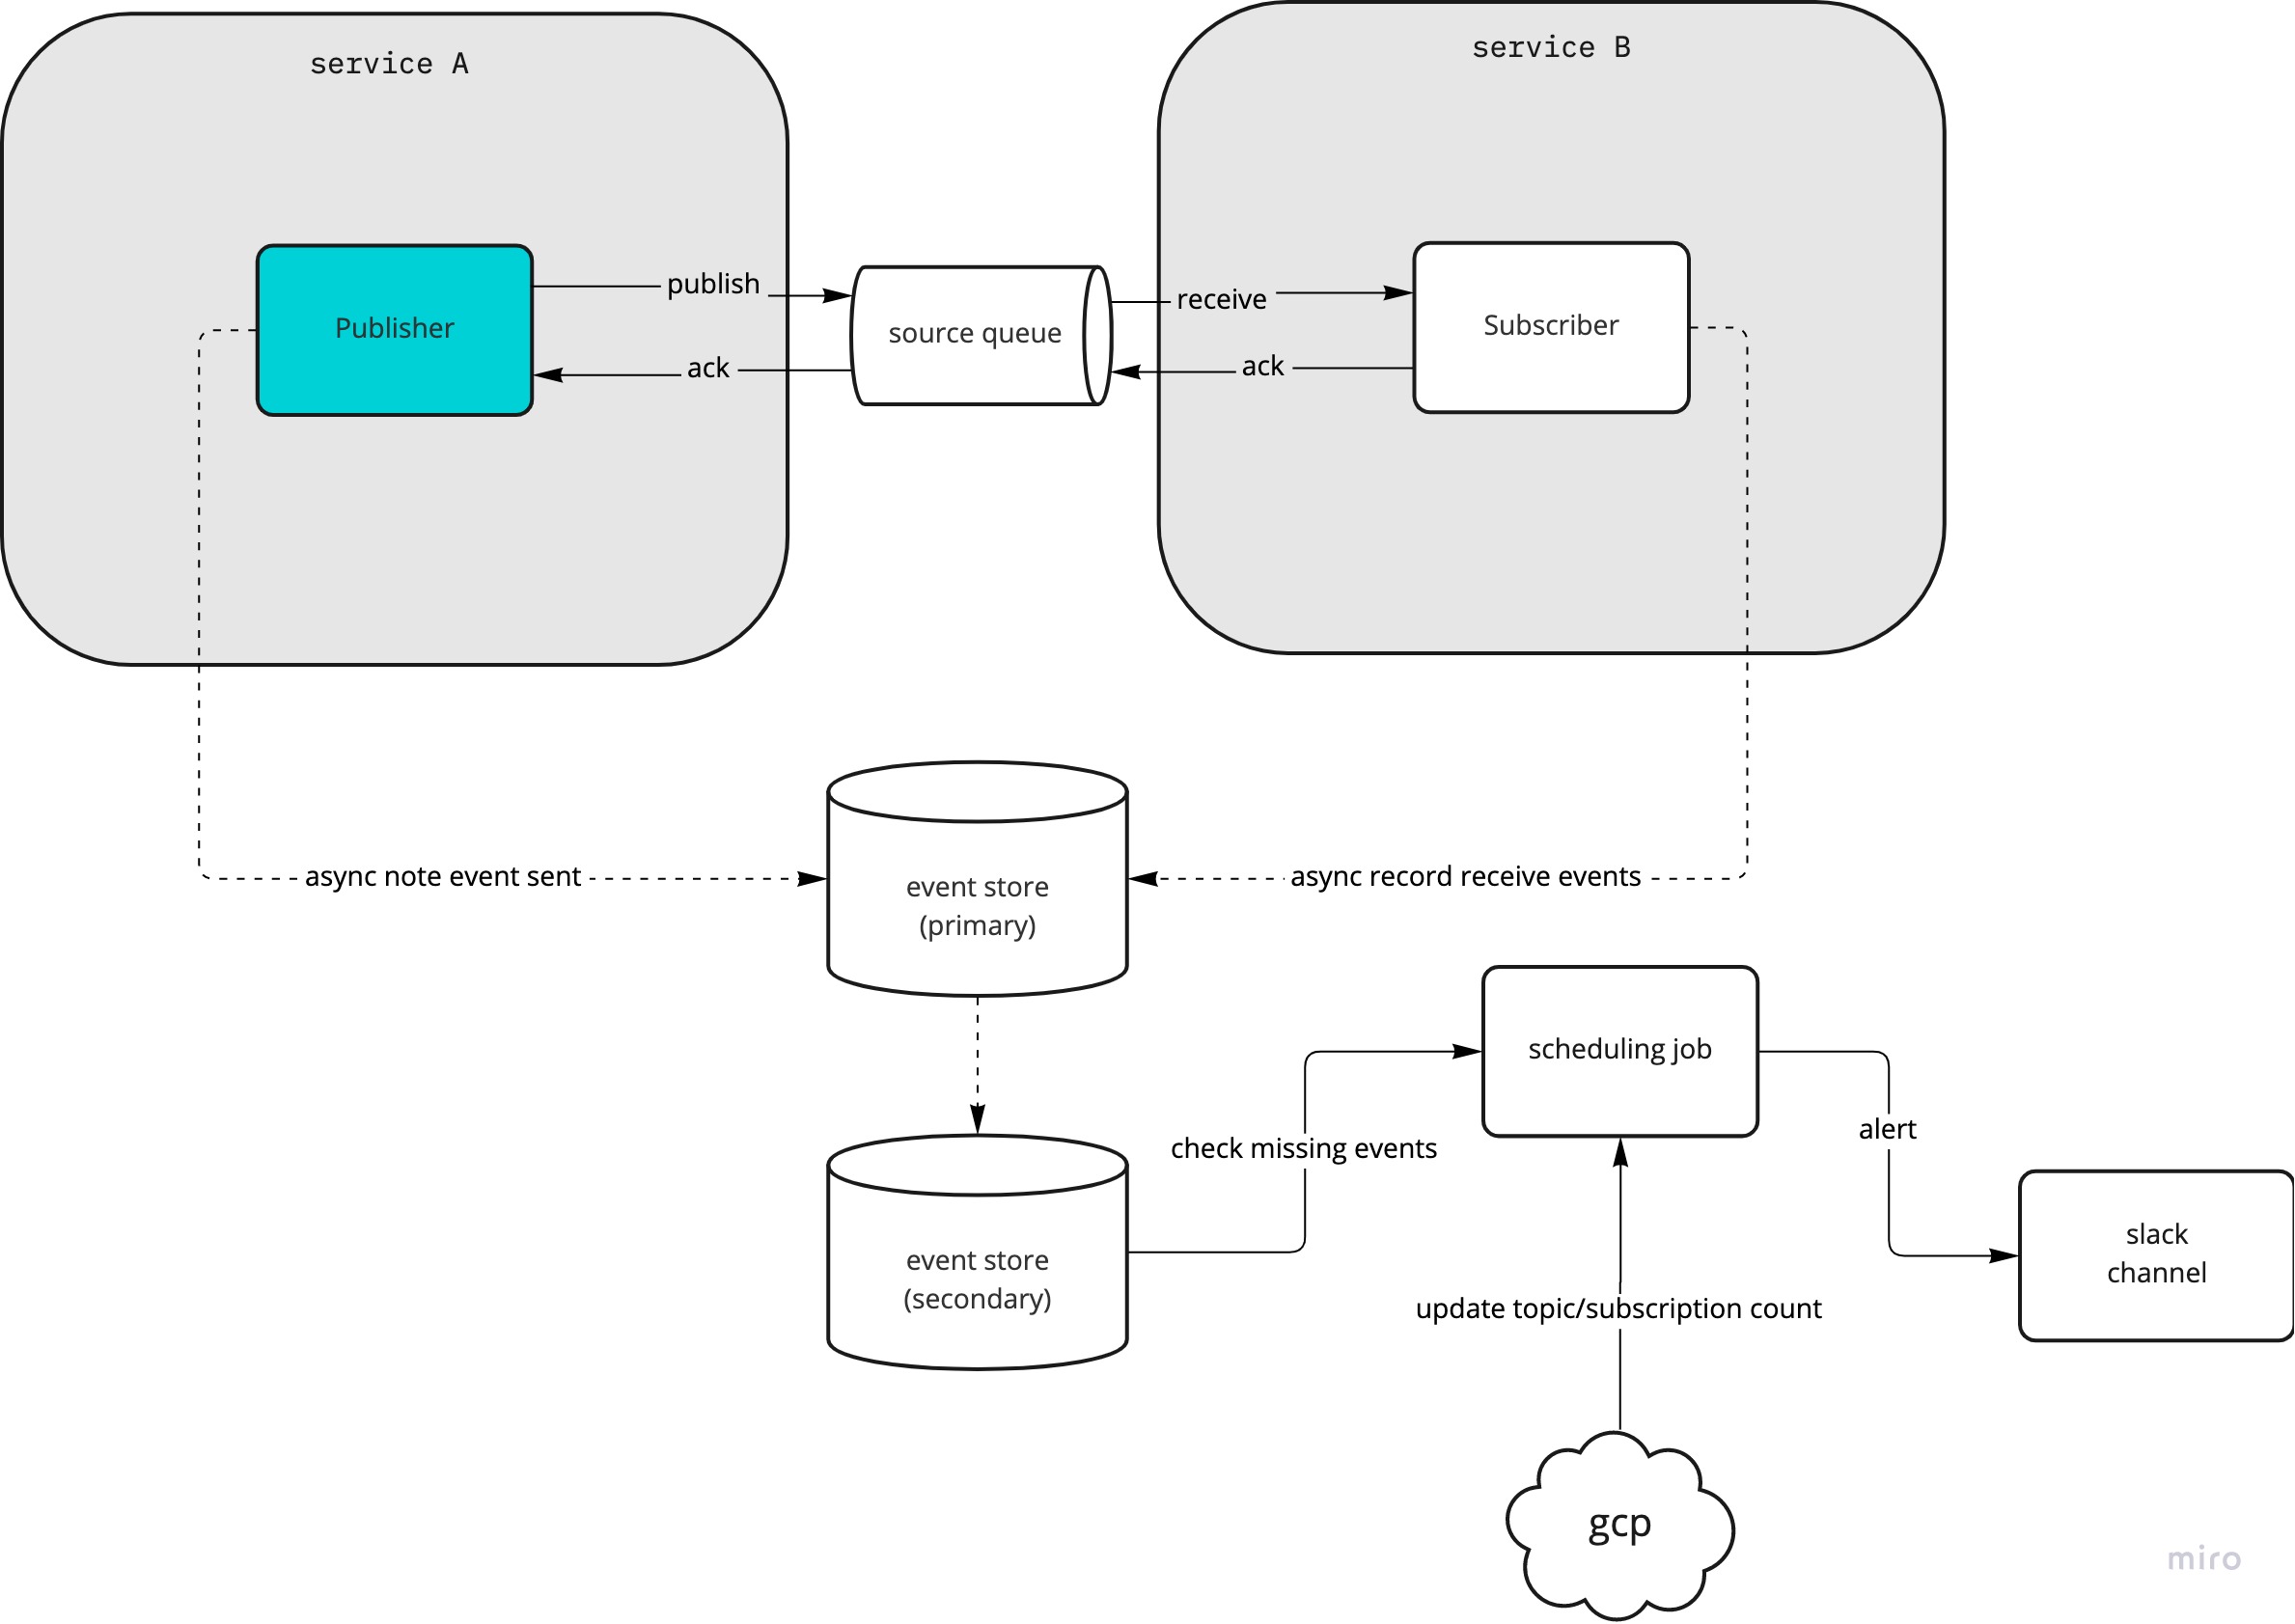 service A
service B
publish
receive
Publisher
source queue
Subscriber
ack
ack
async note event sent
async record receive events
event store
(primary)
scheduling job
check missing events
alert
event store
(secondary)
slack
channel
update topic/subscription count
gcp
miro